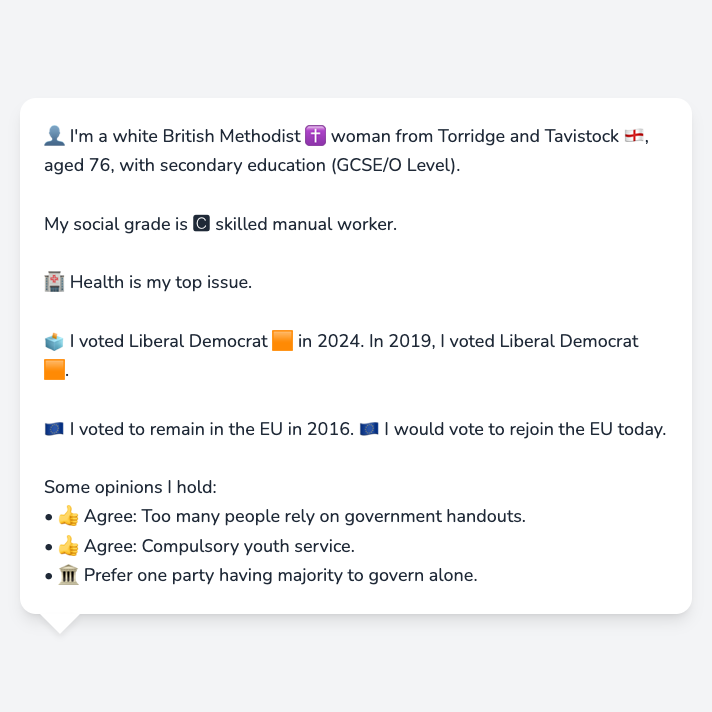 👤 I'm a white British Methodist ✝️ woman from Torridge and Tavistock 🏴󠁧󠁢󠁥󠁮󠁧󠁿,
aged 76, with secondary education (GCSE/O Level).
My social grade is 🅲 skilled manual worker.
🏥 Health is my top issue.
🗳️ I voted Liberal Democrat 🟧 in 2024. In 2019, I voted Liberal Democrat
🟧.
🇪🇺 I voted to remain in the EU in 2016. 🇪🇺 I would vote to rejoin the EU today.
Some opinions I hold:
• 👍 Agree: Too many people rely on government handouts.
• 👍 Agree: Compulsory youth service.
• 🏛️ Prefer one party having majority to govern alone.